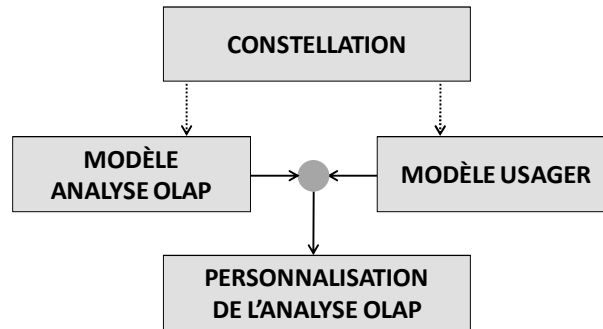 CONSTELLATION
MODÈLE
ANALYSE OLAP
MODÈLE USAGER
PERSONNALISATION
DE L'ANALYSE OLAP